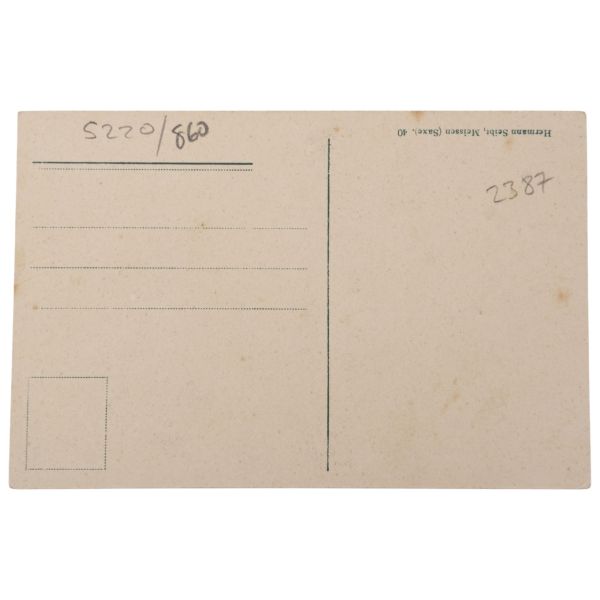 5220/860
Hermann Seibt, Meissen (Saxe). 40
2387